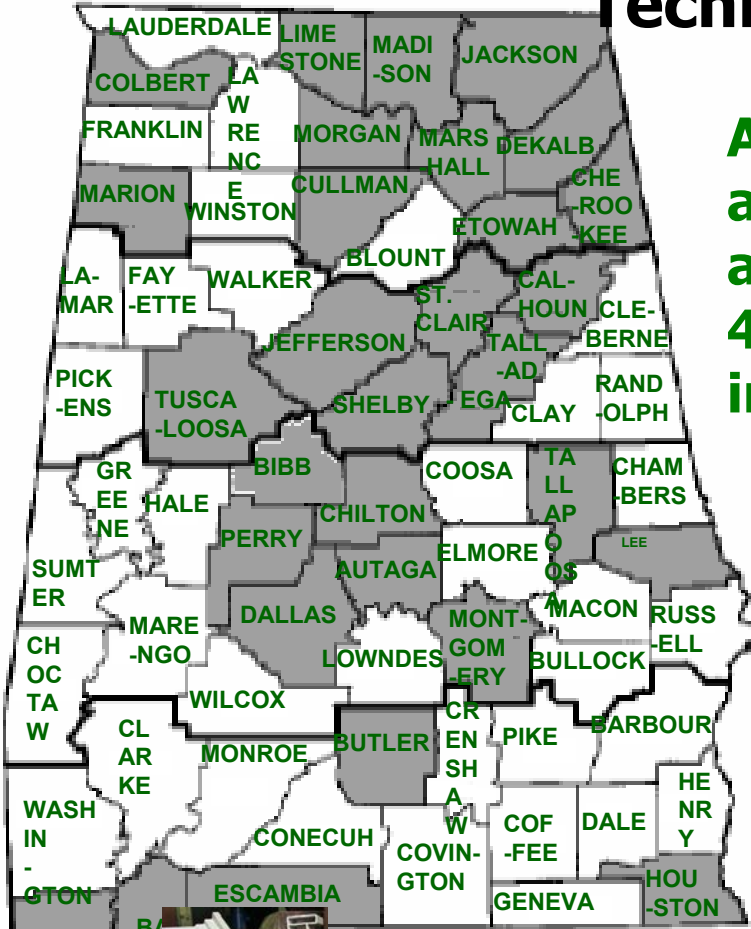 Techn
LAUDERDALE
LIME
STONE
MADI
-SON
JACKSON
COLBERT
LA
W
RE
NC
E
FRANKLIN
MORGAN
MARS
HALL
DEKALB
CHE
-ROO
-KEE
MARION
WINSTON
CULLMAN
ETOWAH
BLOUNT
LA-
MAR
FAY
-ETTE
WALKER
ST.
CLAIR
CAL-
HOUN
CLE-
BERNE
JEFFERSON
TALL
-AD
EGA
PICK
-ENS
TUSCA
-LOOSA
SHELBY
CLAY
RAND
-OLPH
GR
EE
NE
HALE
BIBB
COOSA
TA
LL
AP
O
OS
A
CHAM
-BERS
CHILTON
PERRY
ELMORE
LEE
SUMT
ER
AUTAGA
MARE
-NGO
DALLAS
MONT-
GOM
-ERY
MACON
RUSS
-ELL
CH
OC
TA
W
LOWNDES
BULLOCK
WILCOX
CL
AR
KE
MONROE
BUTLER
CR
EN
SH
A
W
PIKE
BARBOUR
WASH
IN
-
GTON
CONECUH
COVIN-
GTON
COF
-FEE
DALE
HE
NR
Y
ESCAMBIA
GENEVA
HOU
-STON
BA
A
a
a
4
in